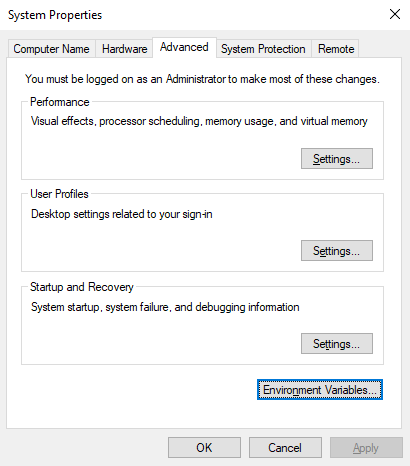 System Properties
Computer Name Hardware Advanced System Protection Remote
You must be logged on as an Administrator to make most of these changes.
Performance
Visual effects, processor scheduling, memory usage, and virtual memory
Settings...
User Profiles
Desktop settings related to your sign-in
Settings...
Startup and Recovery
System startup, system failure, and debugging information
Settings...
Environment Variables...
OK Cancel Apply